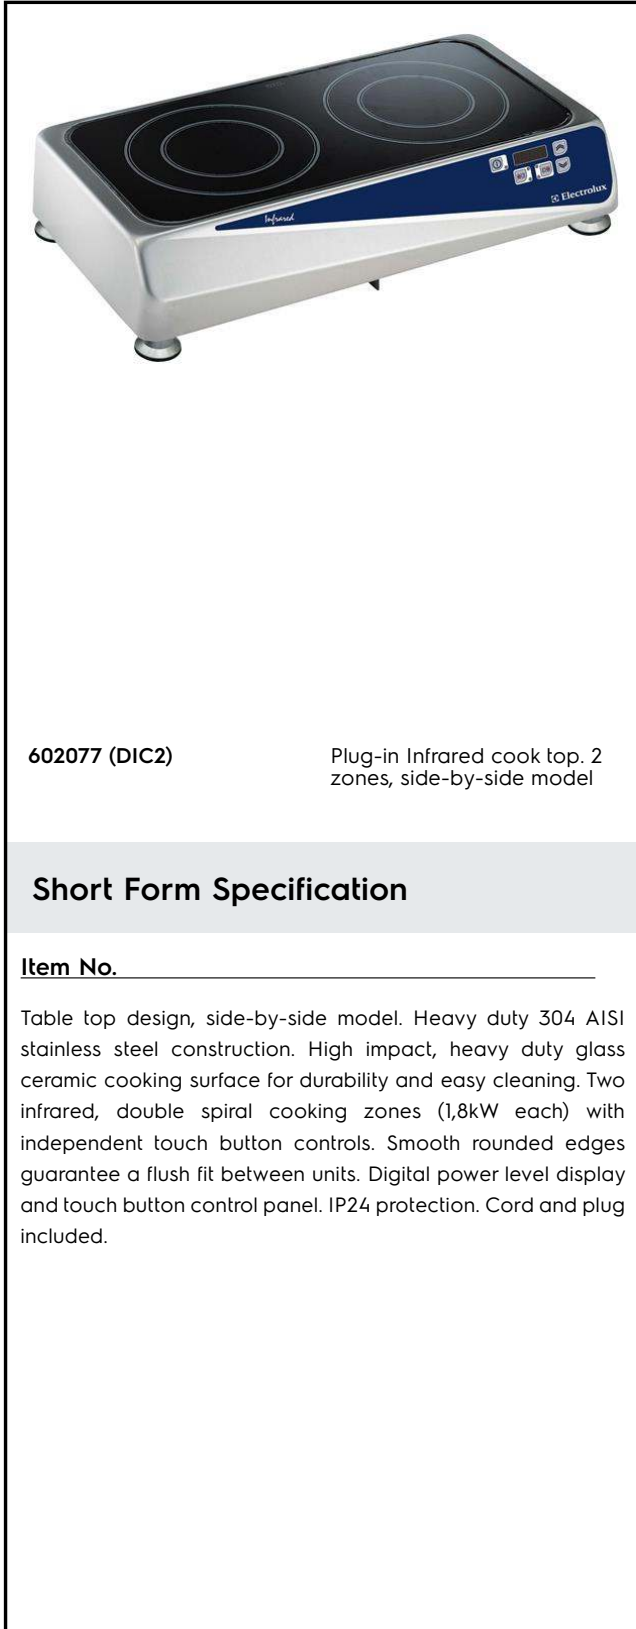 Infrared
Electrolux
602077 (DIC2)
Plug-in Infrared cook top. 2
zones, side-by-side model
Short Form Specification
Item No.
Table top design, side-by-side model. Heavy duty 304 AISI
stainless steel construction. High impact, heavy duty glass
ceramic cooking surface for durability and easy cleaning. Two
infrared, double spiral cooking zones (1,8kW each) with
independent touch button controls. Smooth rounded edges
guarantee a flush fit between units. Digital power level display
and touch button control panel. IP24 protection. Cord and plug
included.